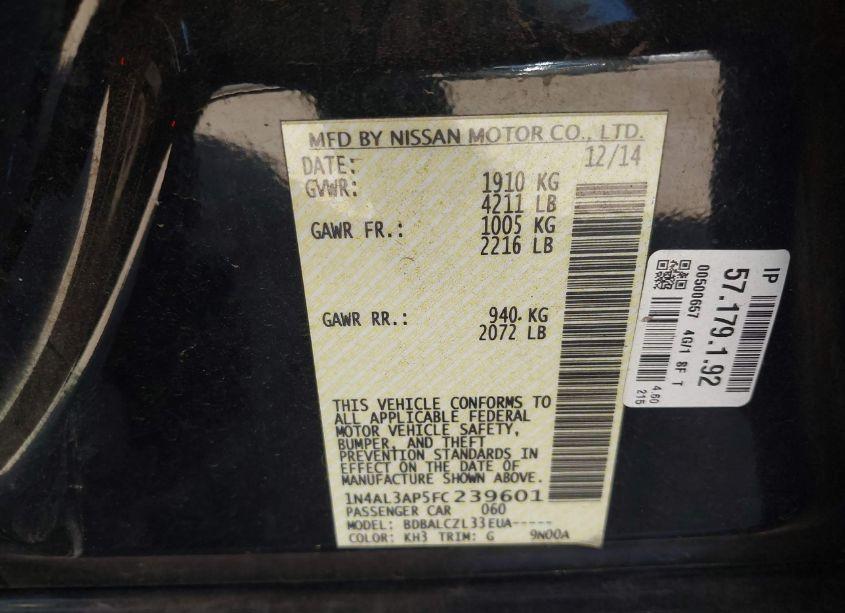 MFD BY NISSAN MOTOR CO., LTD.
DATE: 12/14
GVWR: 1910 KG
4211 LB
GAWR FR.: 1005 KG
2216 LB
GAWR RR.: 940 KG
2072 LB
THIS VEHICLE CONFORMS TO
ALL APPLICABLE FEDERAL
MOTOR VEHICLE SAFETY,
BUMPER, AND THEFT
PREVENTION STANDARDS IN
EFFECT ON THE DATE OF
MANUFACTURE SHOWN ABOVE.
1N4AL3AP5FC239601
PASSENGER CAR 060
MODEL: BDBALCZL33EUA-----
COLOR: KH3 TRIM: G 9N00A
IP
57.179.1.92
00500657 4G/1 8F T
4.60
215